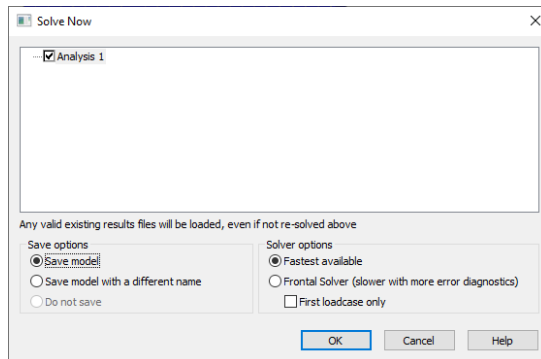 Solve Now
Analysis 1
Any valid existing results files will be loaded, even if not re-solved above
Save options
Save model
Save model with a different name
Do not save
Solver options
Fastest available
Frontal Solver (slower with more error diagnostics)
First loadcase only
OK
Cancel
Help